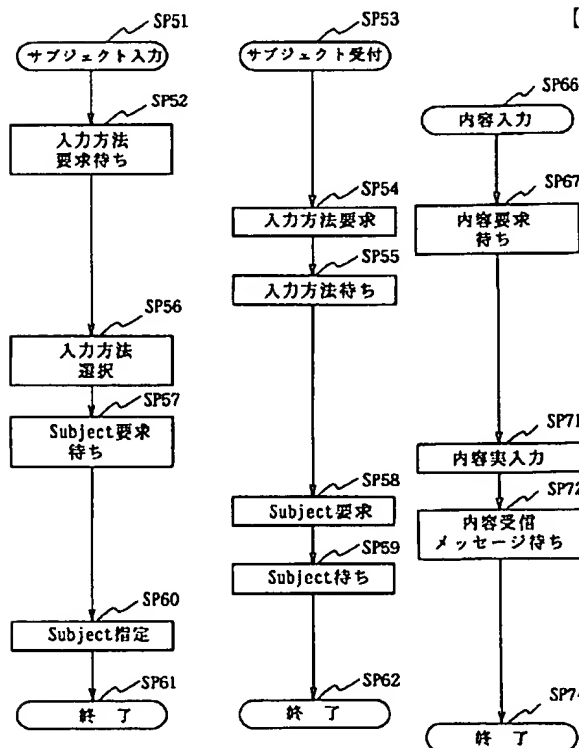 SP51
サブジェクト入力
SP52
入力方法
要求待ち
SP56
入力方法
選択
SP57
Subject要求
待ち
SP60
Subject指定
SP61
終 了
SP53
サブジェクト受付
SP54
入力方法要求
SP55
入力方法待ち
SP58
Subject要求
SP59
Subject待ち
SP62
終 了
【
SP66
内容入力
SP67
内容要求
待ち
SP71
内容実入力
SP72
内容受信
メッセージ待ち
SP74
終 了